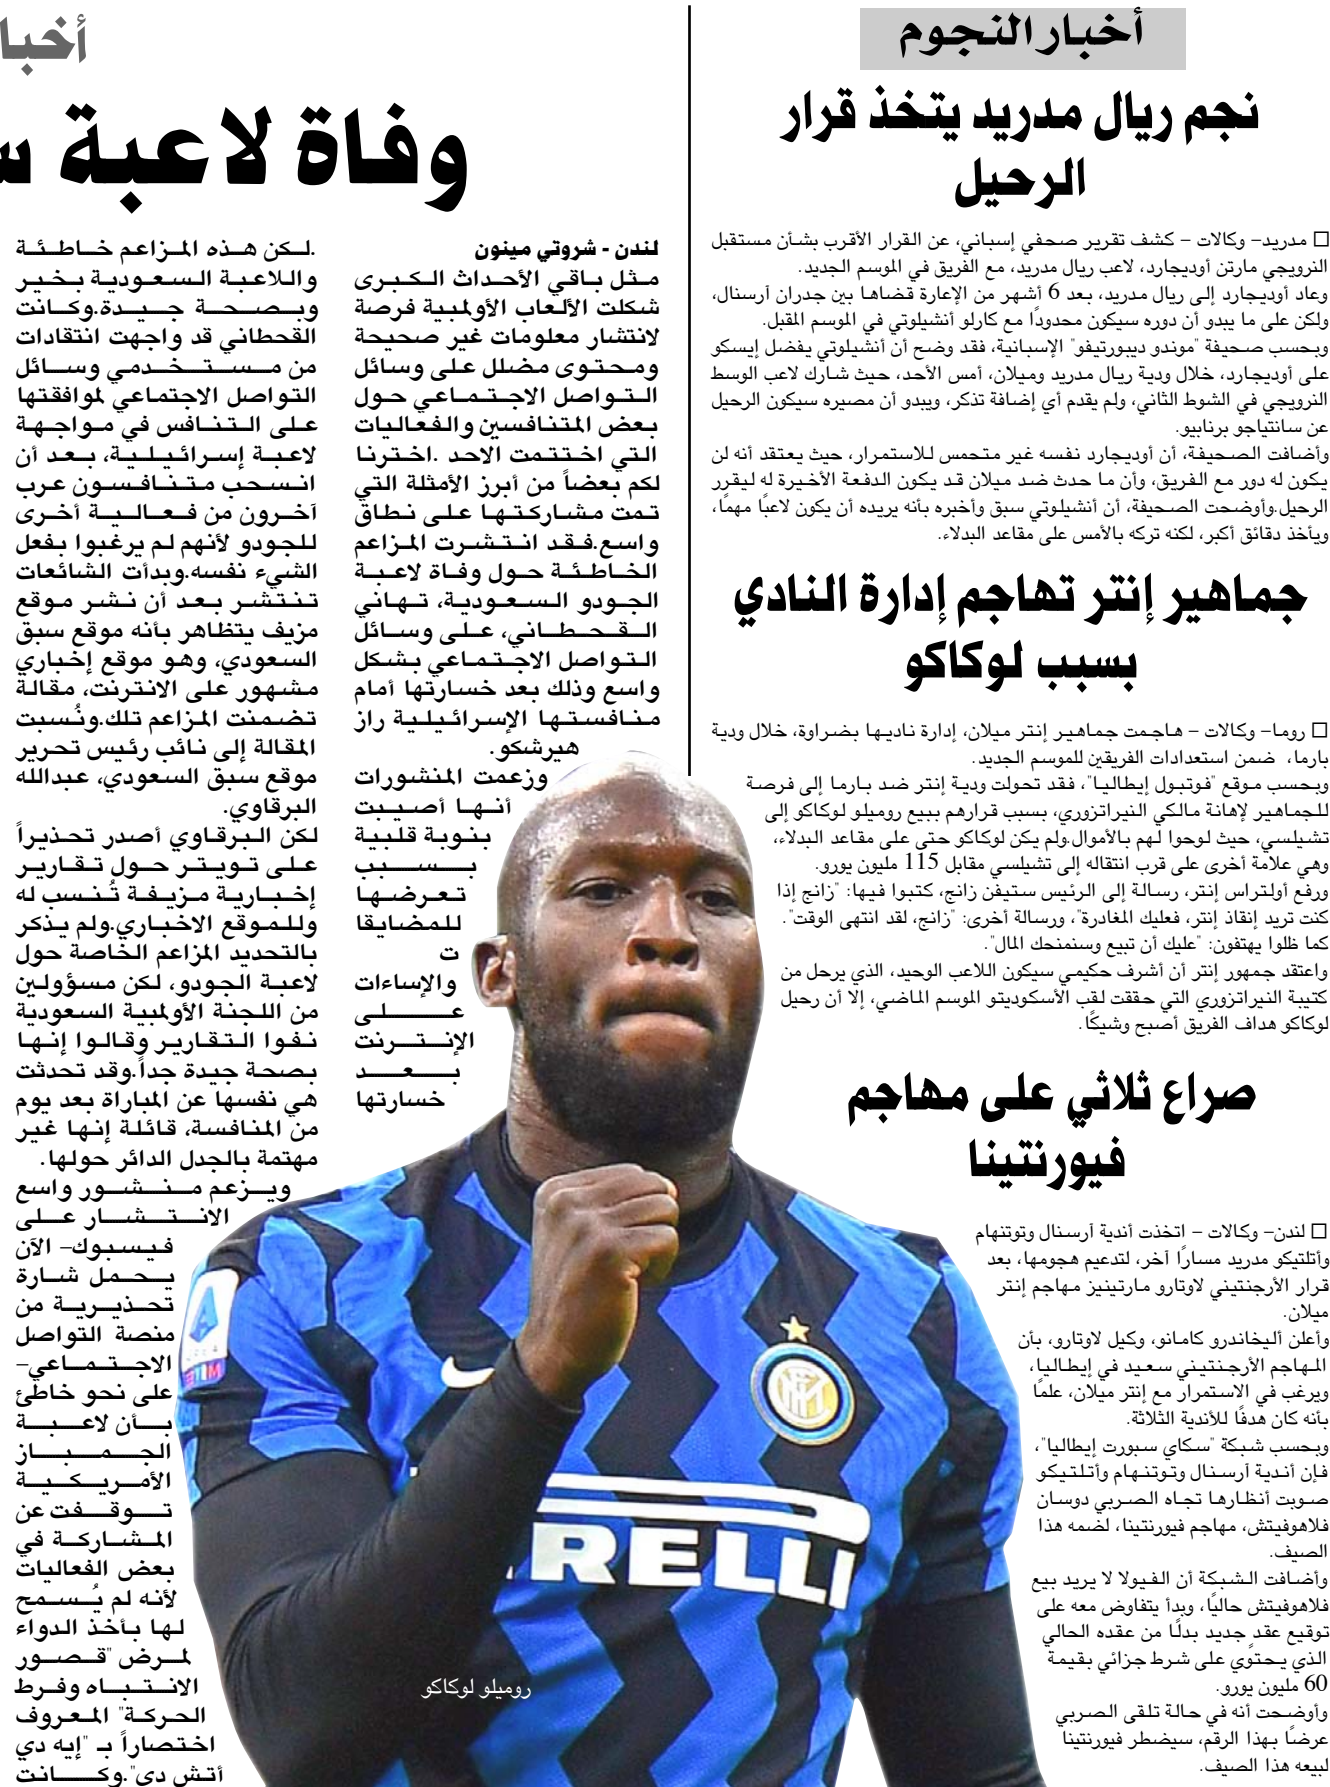 أخبار النجوم
نجم ريال مدريد يتخذ قرار
الرحيل
□ مدريد– وكالات – كشف تقرير صحفي إسباني، عن القرار الأقرب بشأن مستقبل
النرويجي مارتن أوديجارد، لاعب ريال مدريد، مع الفريق في الموسم الجديد.
وعاد أوديجارد إلى ريال مدريد، بعد 6 أشهر من الإعارة قضاها بين جدران آرسنال،
ولكن على ما يبدو أن دوره سيكون محدودًا مع كارلو أنشيلوتي في الموسم المقبل.
وبحسب صحيفة "موندو ديبورتيفو" الإسبانية، فقد وضح أن أنشيلوتي يفضل إيسكو
على أوديجارد، خلال ودية ريال مدريد وميلان، أمس الأحد، حيث شارك لاعب الوسط
النرويجي في الشوط الثاني، ولم يقدم أي إضافة تذكر، ويبدو أن مصيره سيكون الرحيل
عن سانتياجو برنابيو.
وأضافت الصحيفة، أن أوديجارد نفسه غير متحمس للاستمرار، حيث يعتقد أنه لن
يكون له دور مع الفريق، وأن ما حدث ضد ميلان قد يكون الدفعة الأخيرة له ليقرر
الرحيل.وأوضحت الصحيفة، أن أنشيلوتي سبق وأخبره بأنه يريده أن يكون لاعبًا مهمًا،
ويأخذ دقائق أكبر، لكنه تركه بالأمس على مقاعد البدلاء.
جماهير إنتر تهاجم إدارة النادي
بسبب لوكاكو
□ روما– وكالات – هاجمت جماهير إنتر ميلان، إدارة ناديها بضراوة، خلال ودية
بارما، ضمن استعدادات الفريقين للموسم الجديد.
وبحسب موقع "فوتبول إيطاليا"، فقد تحولت ودية إنتر ضد بارما إلى فرصة
للجماهير لإهانة مالكي النيراتزوري، بسبب قرارهم ببيع روميلو لوكاكو إلى
تشيلسي، حيث لوحوا لهم بالأموال.ولم يكن لوكاكو حتى على مقاعد البدلاء،
وهي علامة أخرى على قرب انتقاله إلى تشيلسي مقابل 115 مليون يورو.
ورفع أولتراس إنتر، رسالة إلى الرئيس ستيفن زانج، كتبوا فيها: "زانج إذا
كنت تريد إنقاذ إنتر، فعليك المغادرة"، ورسالة أخرى: "زانج، لقد انتهى الوقت".
كما ظلوا يهتفون: "عليك أن تبيع وسنمنحك المال".
واعتقد جمهور إنتر أن أشرف حكيمي سيكون اللاعب الوحيد، الذي يرحل من
كتيبة النيراتزوري التي حققت لقب الأسكوديتو الموسم الماضي، إلا أن رحيل
لوكاكو هداف الفريق أصبح وشيكًا.
صراع ثلاثي على مهاجم
فيورنتينا
□ لندن– وكالات – اتخذت أندية آرسنال وتوتنهام
وأتلتيكو مدريد مسارًا آخر، لتدعيم هجومها، بعد
قرار الأرجنتيني لاوتارو مارتينيز مهاجم إنتر
ميلان.
وأعلن أليخاندرو كامانو، وكيل لاوتارو، بأن
المهاجم الأرجنتيني سعيد في إيطاليا،
ويرغب في الاستمرار مع إنتر ميلان، علمًا
بأنه كان هدفًا للأندية الثلاثة.
وبحسب شبكة "سكاي سبورت إيطاليا"،
فإن أندية آرسنال وتوتنهام وأتلتيكو
صوبت أنظارها تجاه الصربي دوسان
فلاهوفيتش، مهاجم فيورنتينا، لضمه هذا
الصيف.
وأضافت الشبكة أن الفيولا لا يريد بيع
فلاهوفيتش حاليًا، وبدأ يتفاوض معه على
توقيع عقدٍ جديد بدلًا من عقده الحالي
الذي يحتوي على شرط جزائي بقيمة
60 مليون يورو.
وأوضحت أنه في حالة تلقى الصربي
عرضًا بهذا الرقم، سيضطر فيورنتينا
لبيعه هذا الصيف.
أخبا
وفاة لاعبة س
لندن - شروتي مينون
مثل باقي الأحداث الكبرى
شكلت الألعاب الأولمبية فرصة
لانتشار معلومات غير صحيحة
ومحتوى مضلل على وسائل
التواصل الاجتماعي حول
بعض المتنافسين والفعاليات
التي اختتمت الاحد .اخترنا
لكم بعضاً من أبرز الأمثلة التي
تمت مشاركتها على نطاق
واسع.فقد انتشرت المزاعم
الخاطئة حول وفاة لاعبة
الجودو السعودية، تهاني
القحطاني، على وسائل
التواصل الاجتماعي بشكل
واسع وذلك بعد خسارتها أمام
منافستها الإسرائيلية راز
هيرشكو.
وزعمت المنشورات
أنها أصيبت
بنوبة قلبية
بسبب
تعرضها
للمضايقا
ت
والإساءات
على
الإنترنت
بعد
خسارتها
.لكن هذه المزاعم خاطئة
واللاعبة السعودية بخير
وبصحة جيدة.وكانت
القحطاني قد واجهت انتقادات
من مستخدمي وسائل
التواصل الاجتماعي لموافقتها
على التنافس في مواجهة
لاعبة إسرائيلية، بعد أن
انسحب متنافسون عرب
آخرون من فعالية أخرى
للجودو لأنهم لم يرغبوا بفعل
الشيء نفسه.وبدأت الشائعات
تنتشر بعد أن نشر موقع
مزيف يتظاهر بأنه موقع سبق
السعودي، وهو موقع إخباري
مشهور على الانترنت، مقالة
تضمنت المزاعم تلك.ونُسبت
المقالة إلى نائب رئيس تحرير
موقع سبق السعودي، عبدالله
البرقاوي.
لكن البرقاوي أصدر تحذيراً
على تويتر حول تقارير
إخبارية مزيفة تُنسب له
وللموقع الاخباري.ولم يذكر
بالتحديد المزاعم الخاصة حول
لاعبة الجودو، لكن مسؤولين
من اللجنة الأولمبية السعودية
نفوا التقارير وقالوا إنها
بصحة جيدة جداً.وقد تحدثت
هي نفسها عن المباراة بعد يوم
من المنافسة، قائلة إنها غير
مهتمة بالجدل الدائر حولها.
ويزعم منشور واسع
الانتشار على
فيسبوك– الآن
يحمل شارة
تحذيرية من
منصة التواصل
الاجتماعي–
على نحو خاطئ
بأن لاعبة
الجمباز
الأمريكية
توقفت عن
المشاركة في
بعض الفعاليات
لأنه لم يُسمح
لها بأخذ الدواء
لمرض "قصور
الانتباه وفرط
الحركة" المعروف
اختصاراً بـ "إيه دي
أتش دي".وكانت
RELLI
روميلو لوكاكو